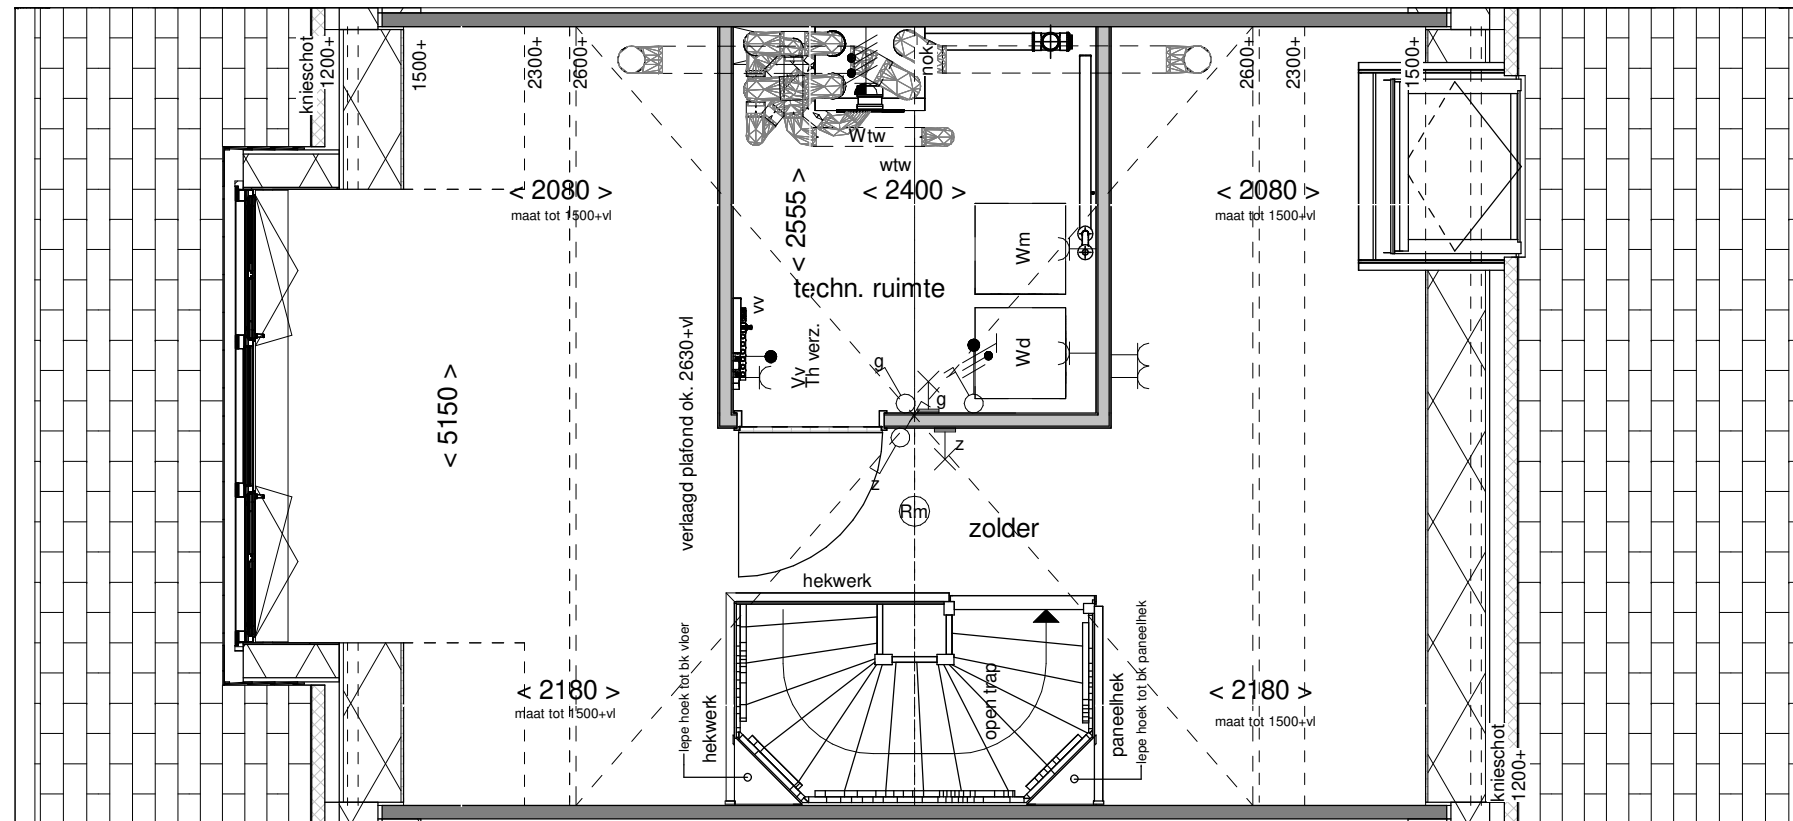 knieschot
1200+
1500+
2300+
2600+
nok
2600+
2300+
1500+
Wtw
wtw
< 2080 >
maat tot 1500+vl
< 2555 >
< 2400 >
< 2080 >
maat tot 1500+vl
Wm
techn. ruimte
vv
Vv
Th verz.
Wd
g
g
< 5150 >
verlaagd plafond ok. 2630+vl
z
z
Rm
zolder
hekwerk
lepe hoek tot bk vloer
hekwerk
open trap
paneelhek
lepe hoek tot bk paneelhek
< 2180 >
maat tot 1500+vl
< 2180 >
maat tot 1500+vl
knieschot
1200+